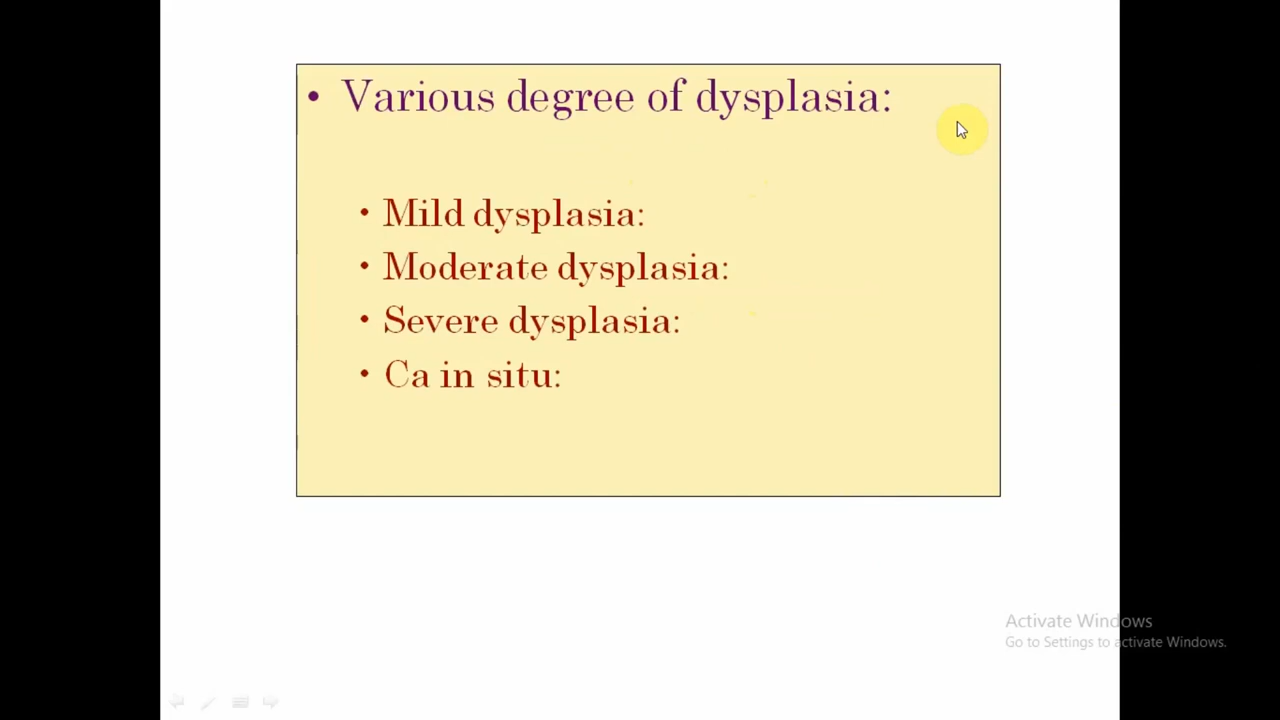 • Various degree of dysplasia:
• Mild dysplasia:
• Moderate dysplasia:
• Severe dysplasia:
• Ca in situ:
Activate Windows
Go to Settings to activate Windows.